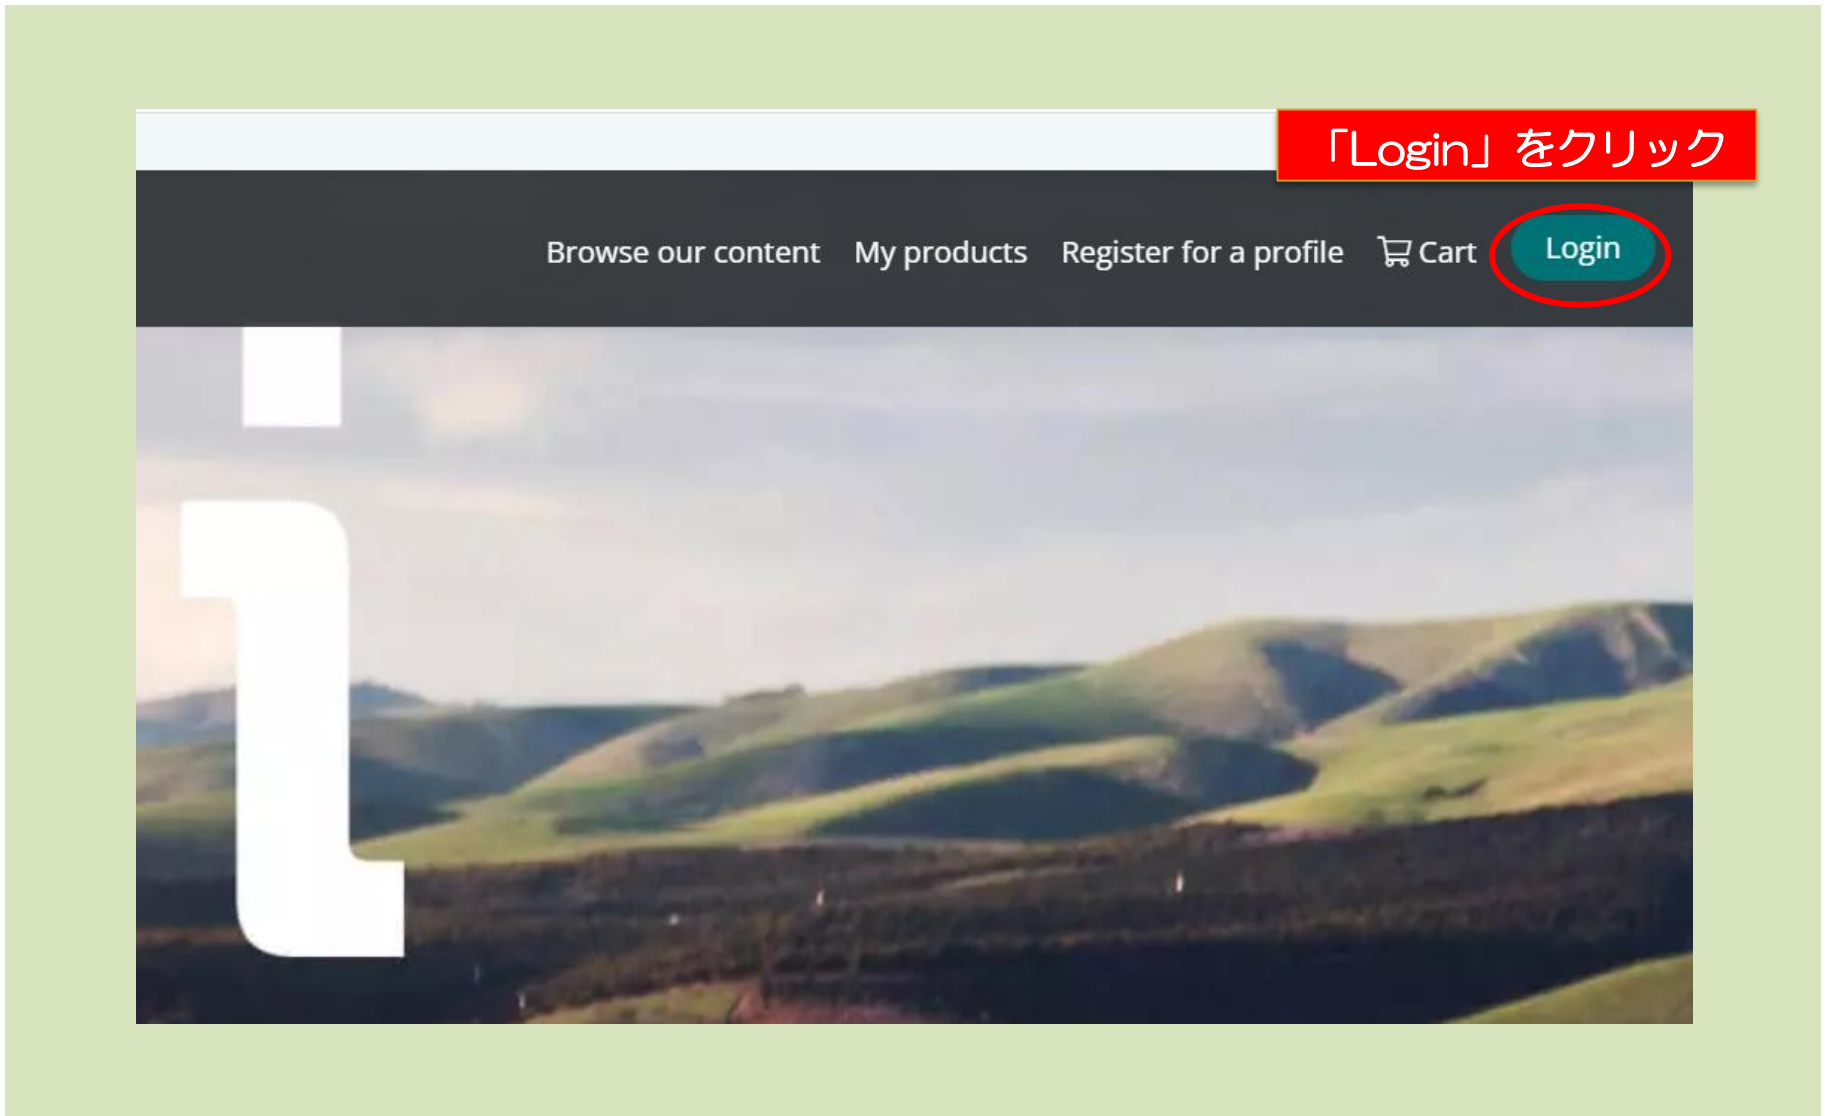 「Login」をクリック
Browse our content My products Register for a profile Cart Login